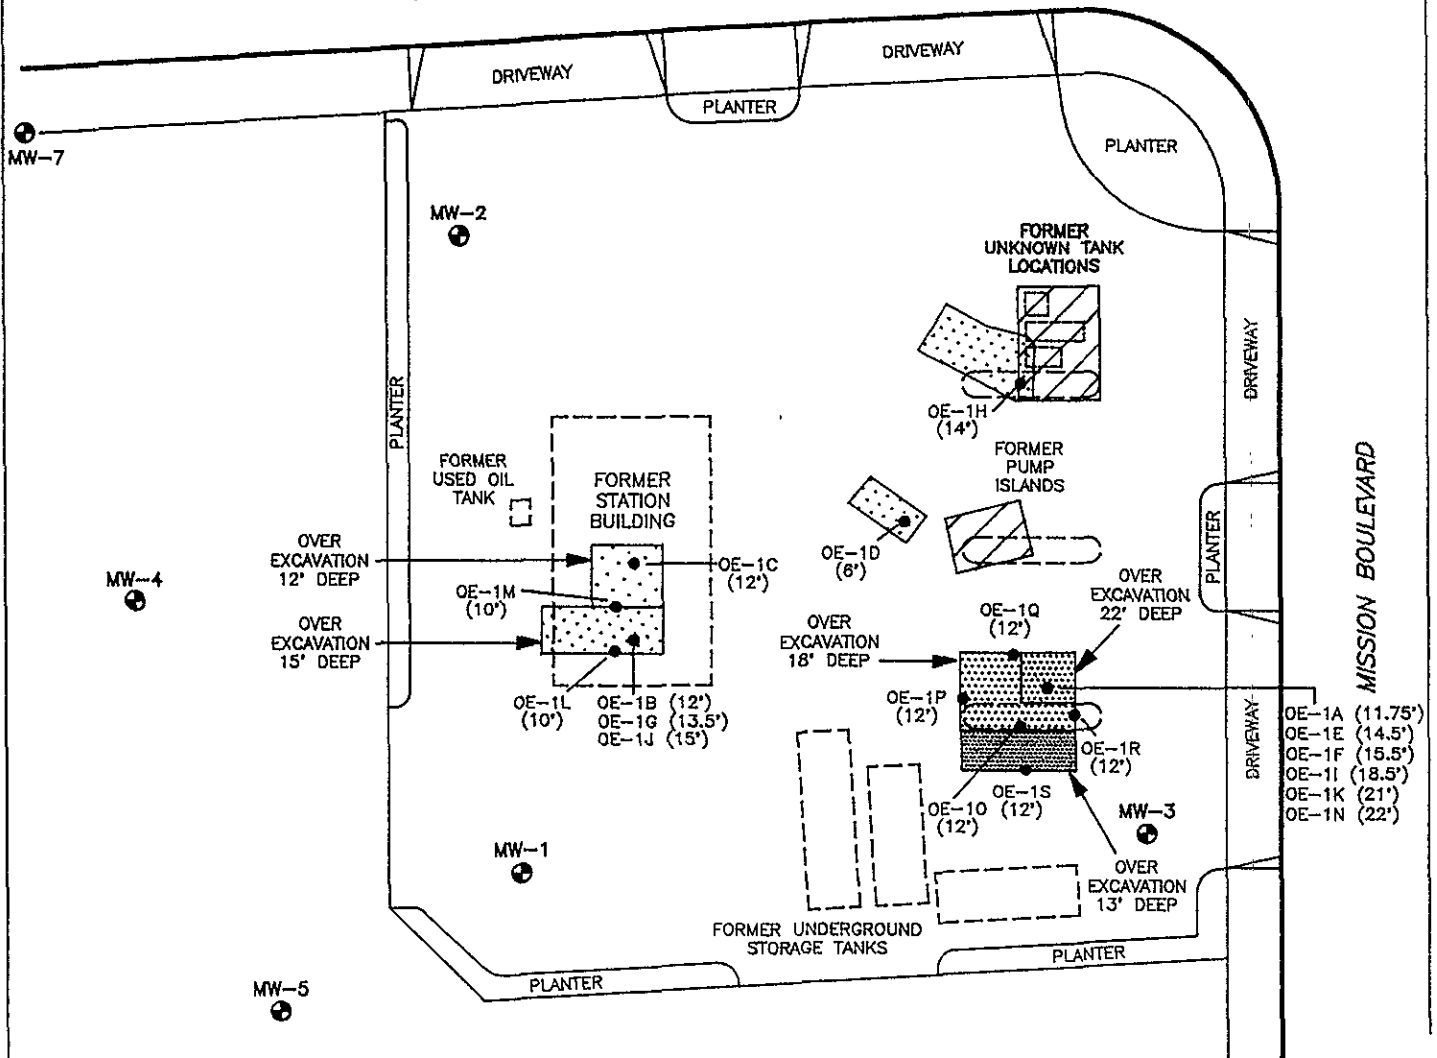 DRIVEWAY
DRIVEWAY
PLANTER
PLANTER
MW-7
MW-2
FORMER
UNKNOWN TANK
LOCATIONS
DRIVEWAY
PLANTER
OE-1H
(14')
FORMER
USED OIL
TANK
FORMER
STATION
BUILDING
FORMER
PUMP
ISLANDS
MISSION BOULEVARD
PLANTER
OVER
EXCAVATION
12' DEEP
OE-1C
(12')
OE-1D
(6')
MW-4
OE-1M
(10')
OVER
EXCAVATION
22' DEEP
OE-1Q
(12')
OVER
EXCAVATION
15' DEEP
OVER
EXCAVATION
18' DEEP
OE-1L
(10')
OE-1B (12')
OE-1G (13.5')
OE-1J (15')
OE-1P
(12')
OE-1R
(12')
DRIVEWAY
OE-1A (11.75')
OE-1E (14.5')
OE-1F (15.5')
OE-1I (18.5')
OE-1K (21')
OE-1N (22')
OE-1S
(12')
OE-1O
(12')
MW-3
MW-1
OVER
EXCAVATION
13' DEEP
FORMER UNDERGROUND
STORAGE TANKS
PLANTER
PLANTER
MW-5